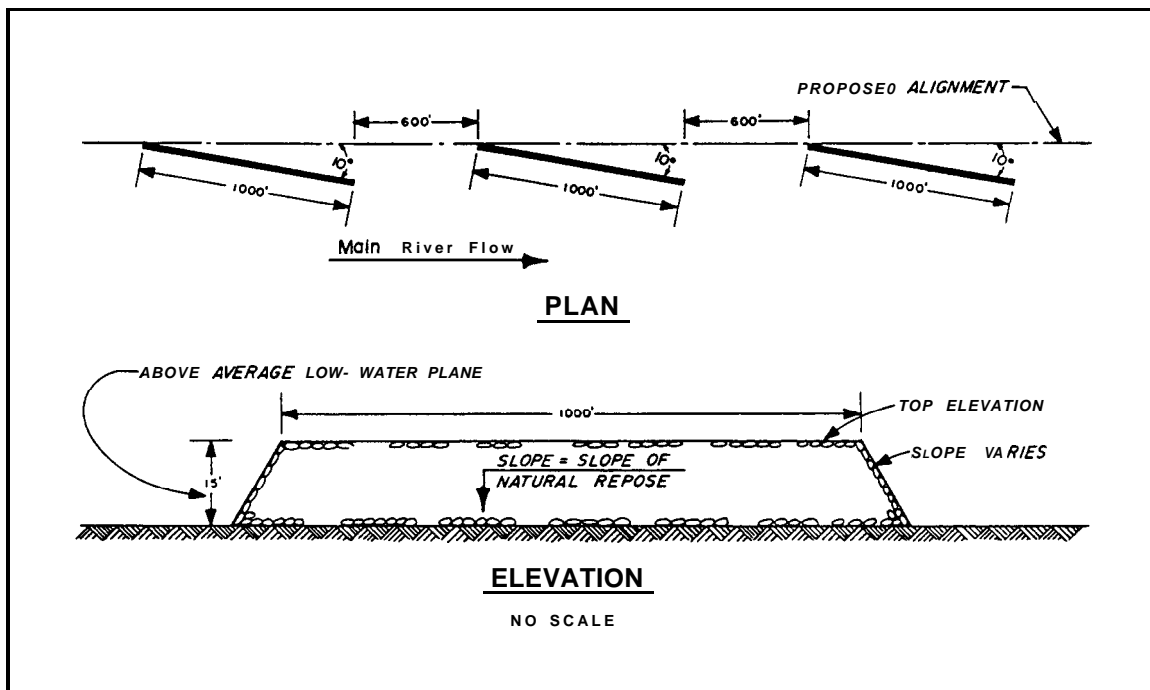 PROPOSE0 ALIGNMENT
600'
600'
10°
10°
10°
1000'
1000'
1000'
Main River Flow
PLAN
ABOVE AVERAGE LOW-WATER PLANE
1000'
TOP ELEVATION
SLOPE VARIES
15'
SLOPE = SLOPE OF
NATURAL REPOSE
ELEVATION
NO SCALE